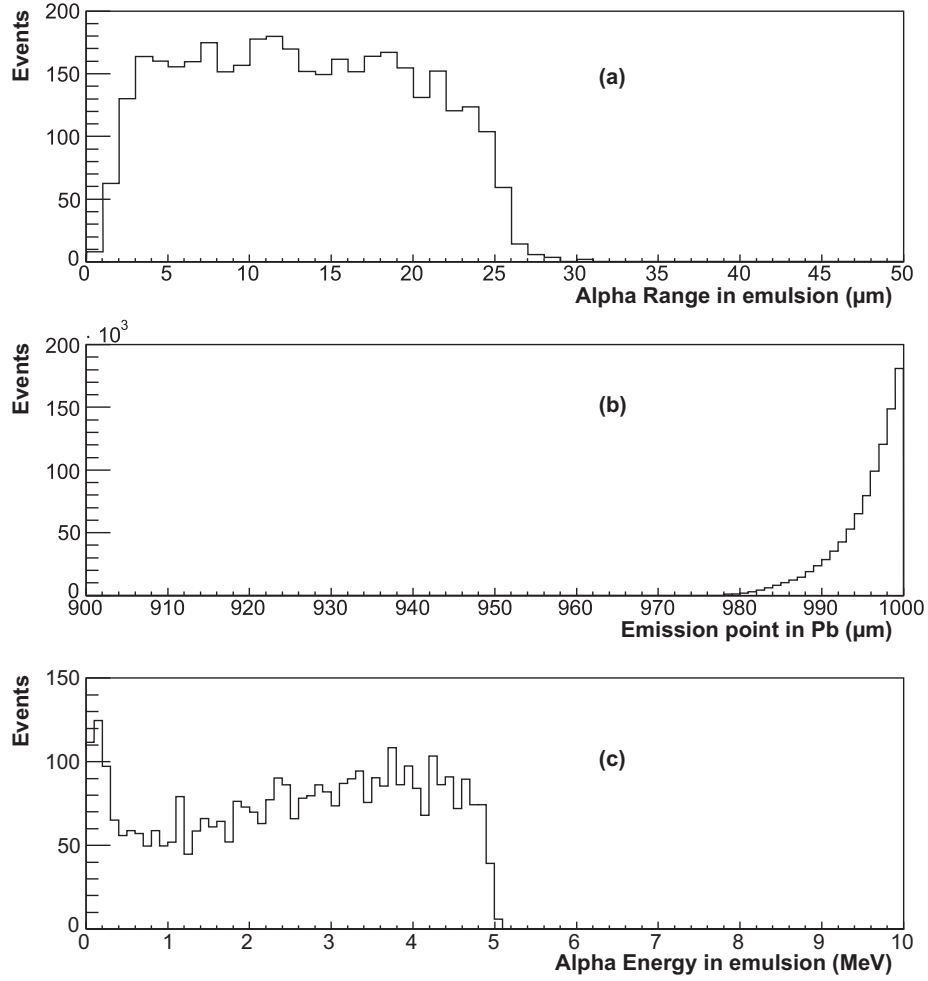 Events
200
150
100
50
0
(a)
0 5 10 15 20 25 30 35 40 45 50
Alpha Range in emulsion (µm)
· 10³
Events
200
150
100
50
0
(b)
900 910 920 930 940 950 960 970 980 990 1000
Emission point in Pb (µm)
Events
150
100
50
0
(c)
0 1 2 3 4 5 6 7 8 9 10
Alpha Energy in emulsion (MeV)